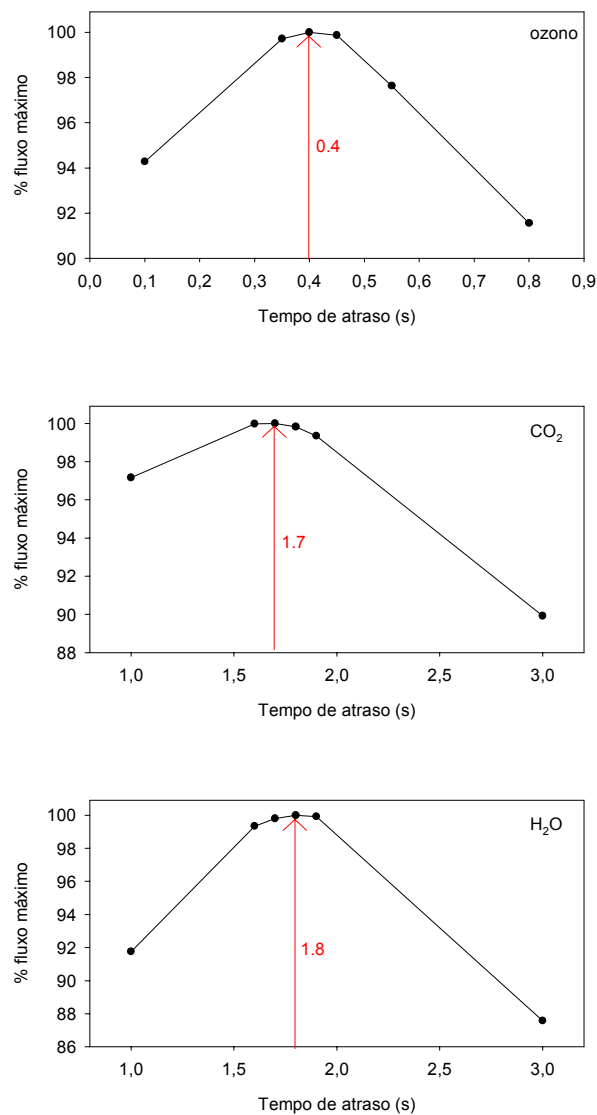 ozono
% fluxo máximo
100
98
96
94
92
90
0.4
0,0 0,1 0,2 0,3 0,4 0,5 0,6 0,7 0,8 0,9
Tempo de atraso (s)
CO₂
% fluxo máximo
100
98
96
94
92
90
88
1.7
1,0 1,5 2,0 2,5 3,0
Tempo de atraso (s)
H₂O
% fluxo máximo
100
98
96
94
92
90
88
86
1.8
1,0 1,5 2,0 2,5 3,0
Tempo de atraso (s)